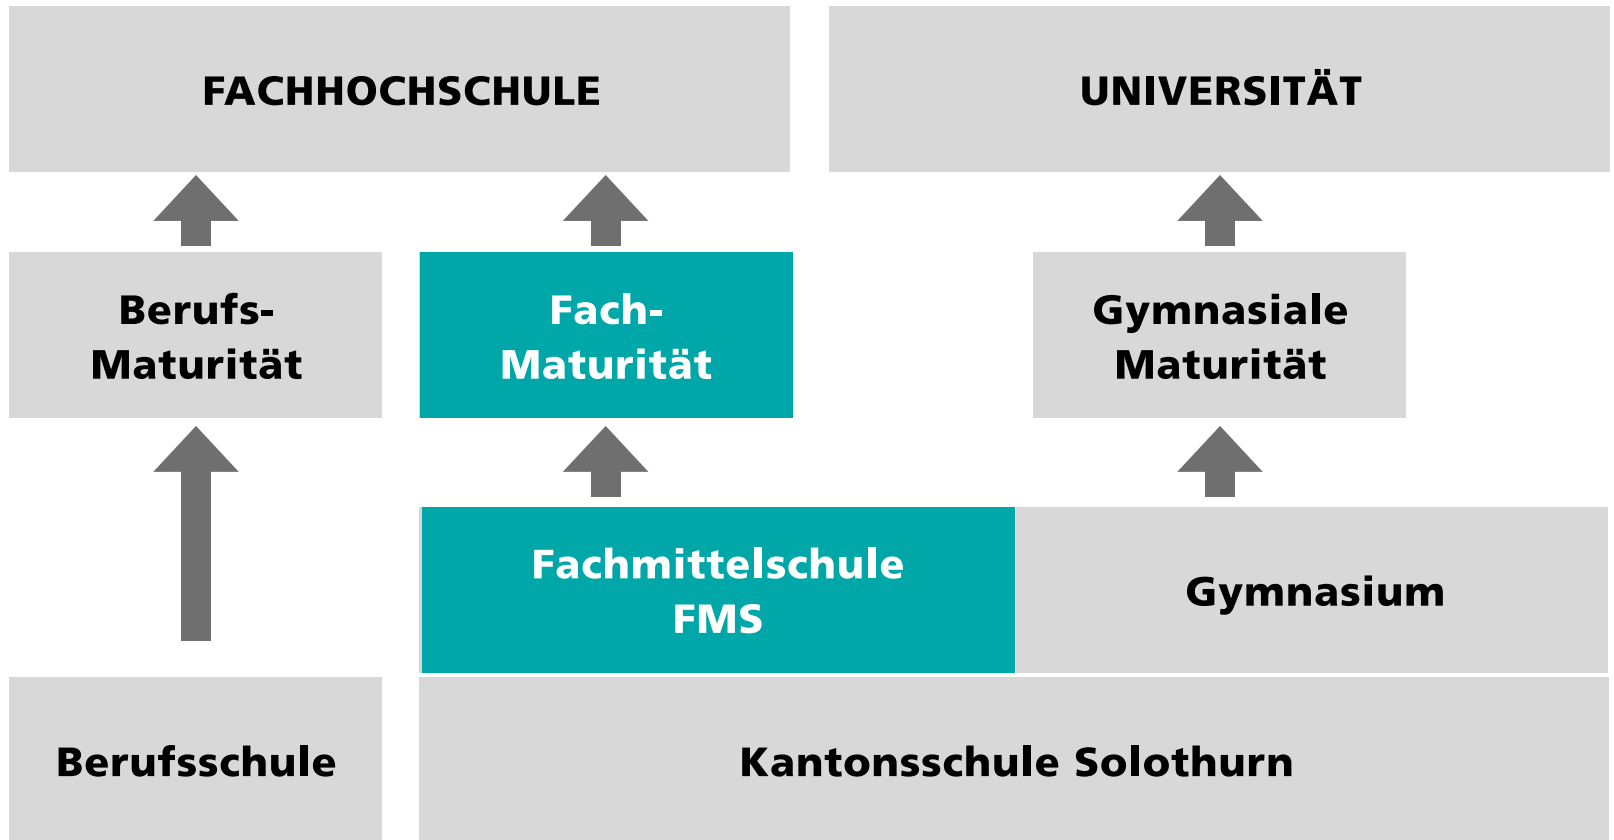 FACHHOCHSCHULE
UNIVERSITÄT
Berufs-
Maturität
Fach-
Maturität
Gymnasiale
Maturität
Fachmittelschule
FMS
Gymnasium
Berufsschule
Kantonsschule Solothurn